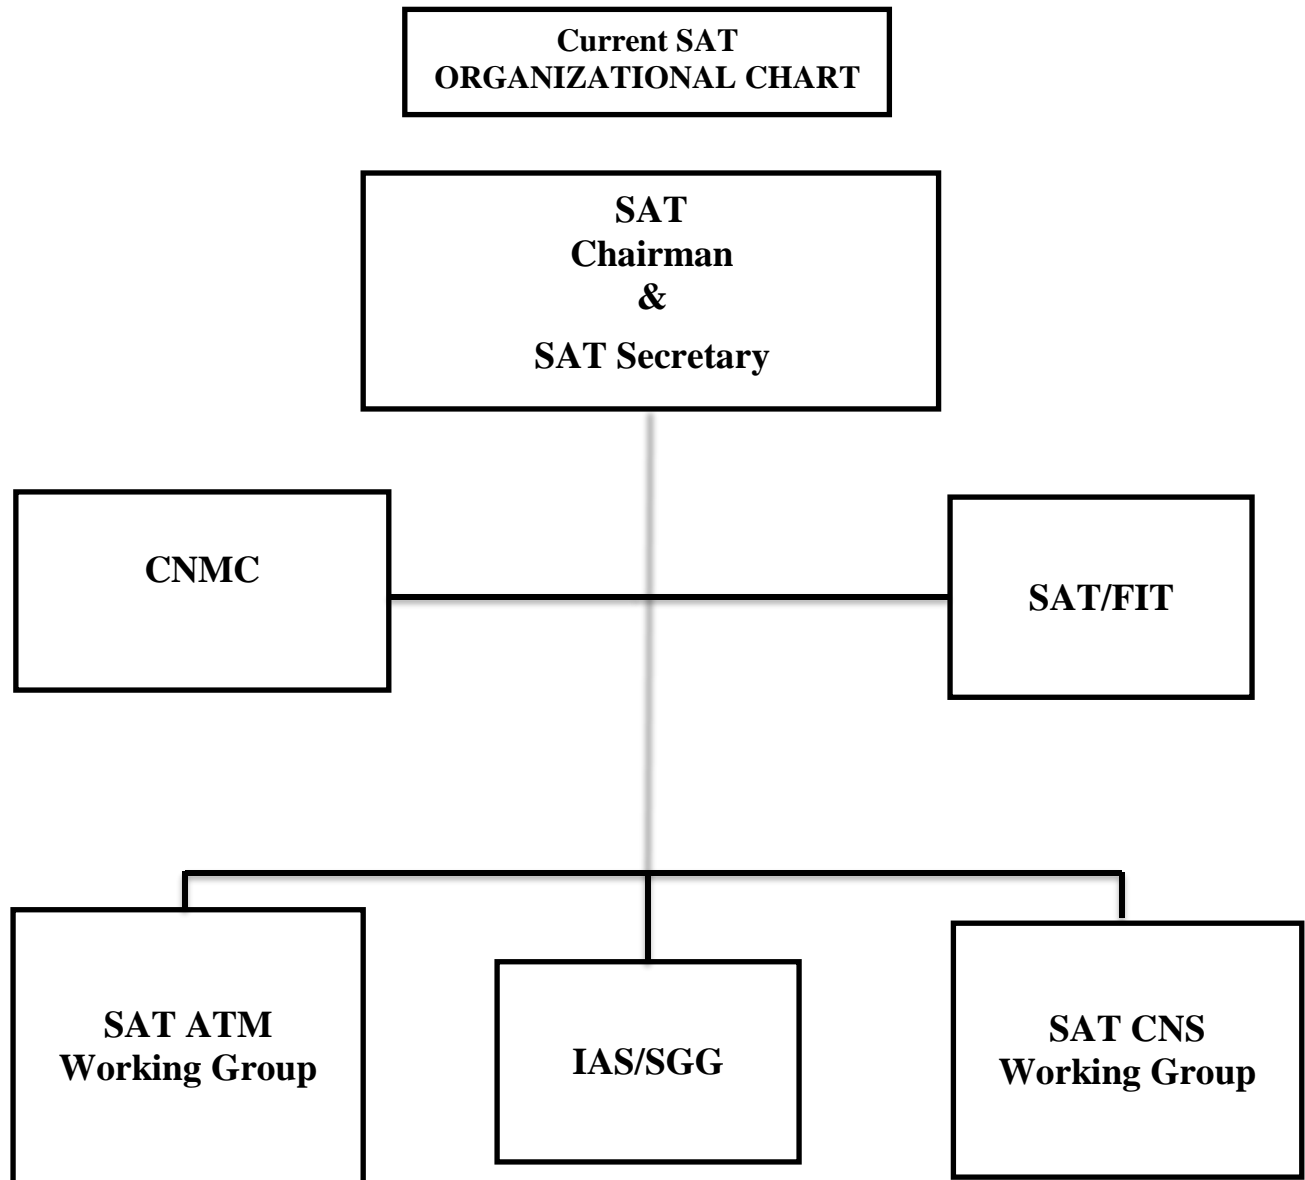 Current SAT
ORGANIZATIONAL CHART
SAT
Chairman
&
SAT Secretary
CNMC
SAT/FIT
SAT ATM
Working Group
IAS/SGG
SAT CNS
Working Group